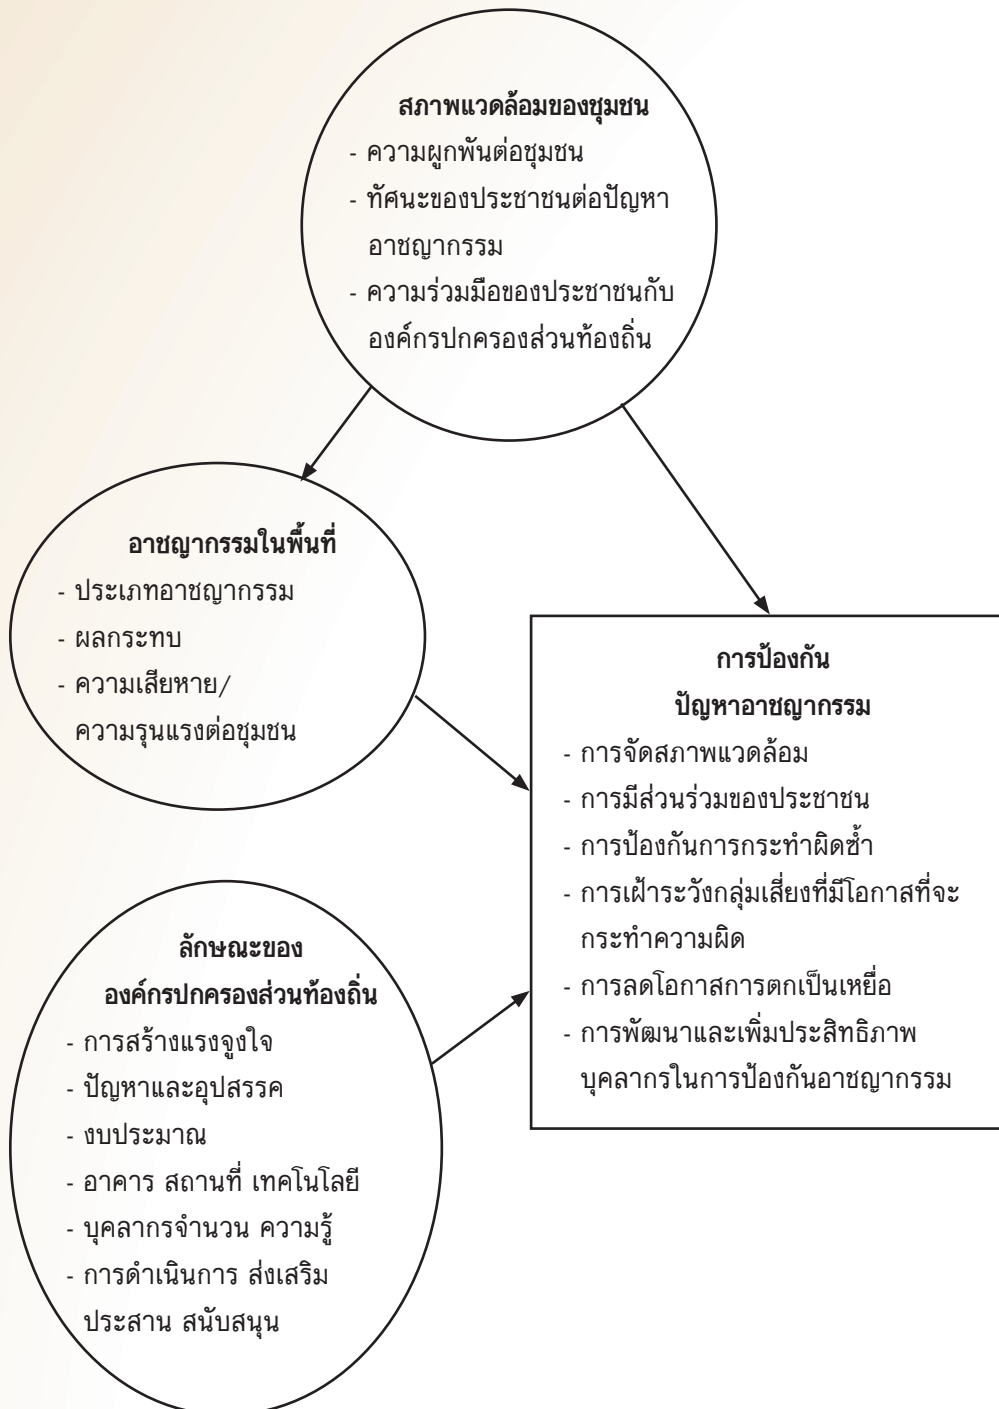 สภาพแวดล้อมของชุมชน
- ความผูกพันต่อชุมชน
- ทัศนะของประชาชนต่อปัญหา
อาชญากรรม
- ความร่วมมือของประชาชนกับ
องค์กรปกครองส่วนท้องถิ่น
อาชญากรรมในพื้นที่
- ประเภทอาชญากรรม
- ผลกระทบ
- ความเสียหาย/
ความรุนแรงต่อชุมชน
การป้องกัน
ปัญหาอาชญากรรม
- การจัดสภาพแวดล้อม
- การมีส่วนร่วมของประชาชน
- การป้องกันการกระทำผิดซ้ำ
- การเฝ้าระวังกลุ่มเสี่ยงที่มีโอกาสที่จะ
กระทำความผิด
- การลดโอกาสการตกเป็นเหยื่อ
- การพัฒนาและเพิ่มประสิทธิภาพ
บุคลากรในการป้องกันอาชญากรรม
ลักษณะของ
องค์กรปกครองส่วนท้องถิ่น
- การสร้างแรงจูงใจ
- ปัญหาและอุปสรรค
- งบประมาณ
- อาคาร สถานที่ เทคโนโลยี
- บุคลากรจำนวน ความรู้
- การดำเนินการ ส่งเสริม
ประสาน สนับสนุน